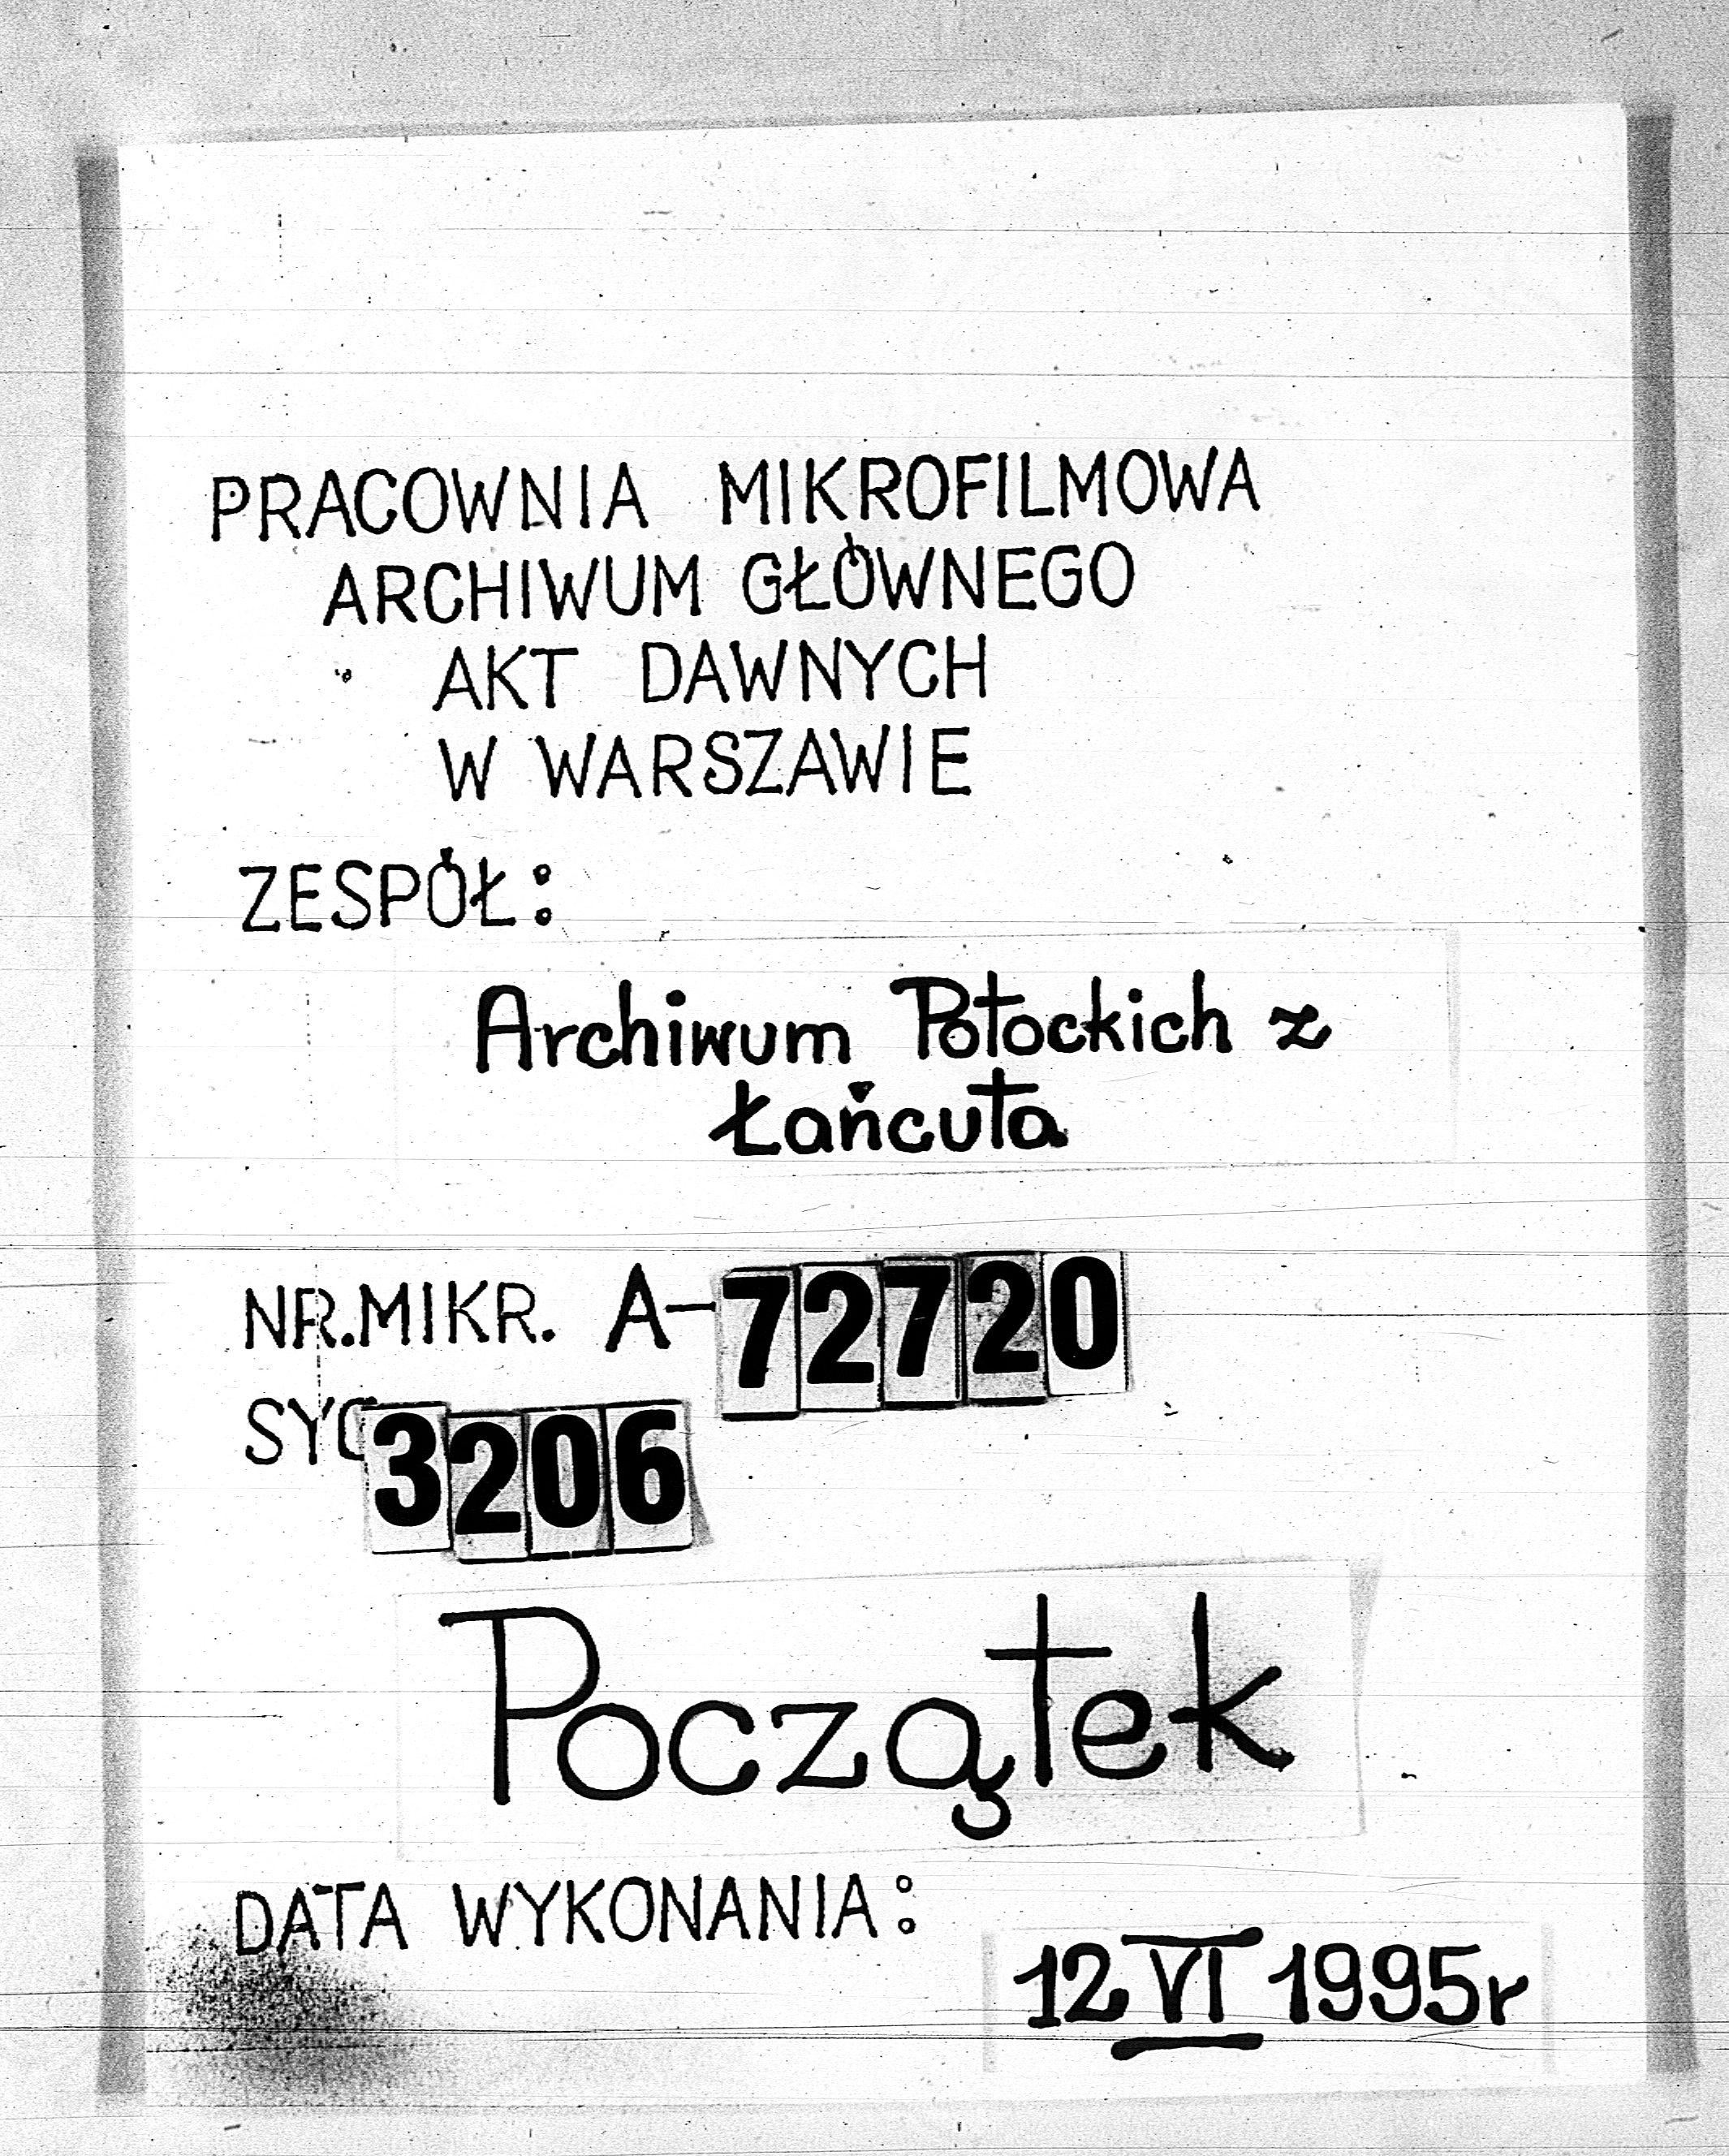 PRACOWNIA MIKROFILMOWA
ARCHIWUM GŁÓWNEGO
AKT DAWNYCH
W WARSZAWIE
ZESPÓŁ:
Archiwum Potockich z
Łańcuta
NR.MIKR. A-72720
SYG 3206
Początek
DATA WYKONANIA:
12 VI 1995r